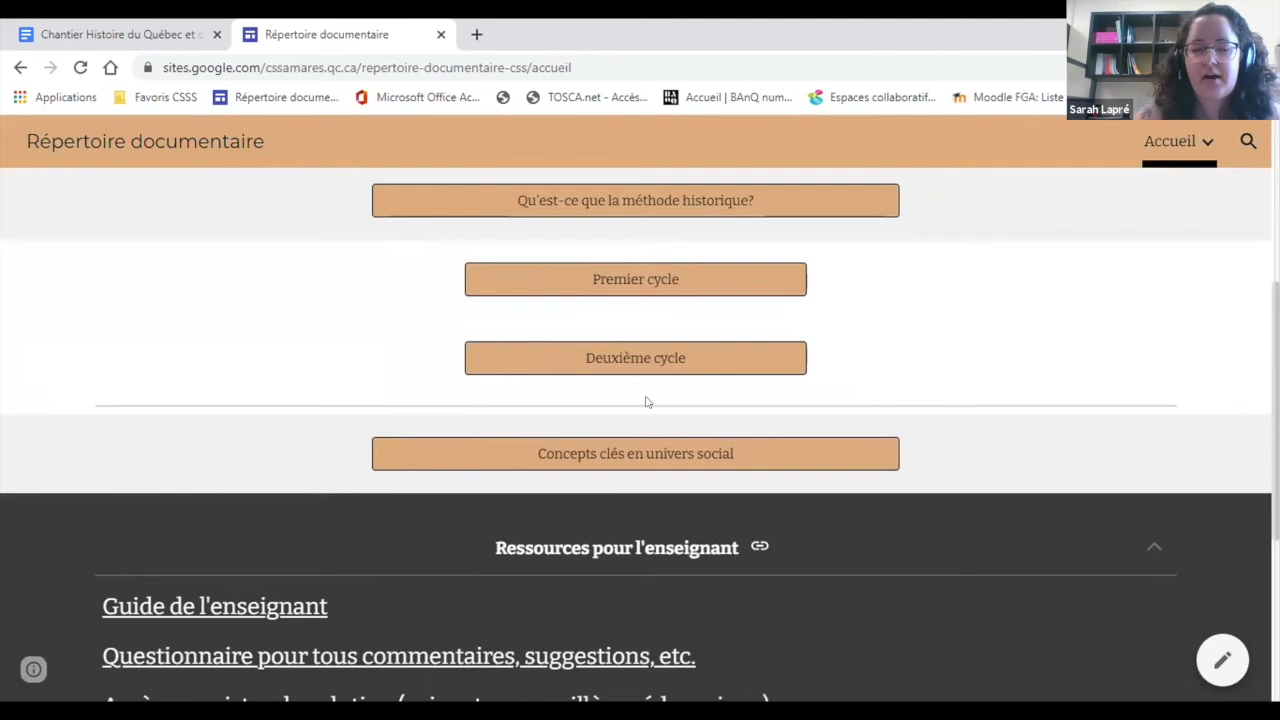 Chantier Histoire du Québec et
Répertoire documentaire
sites.google.com/cssamares.qc.ca/repertoire-documentaire-css/accueil
Applications
Favoris CSSS
Répertoire docume...
Microsoft Office Ac...
TOSCA.net - Accès...
BAnQ
Accueil | BAnQ num...
Espaces collaboratif...
Moodle FGA: Liste
Sarah Lapré
Répertoire documentaire
Accueil
Qu'est-ce que la méthode historique?
Premier cycle
Deuxième cycle
Concepts clés en univers social
Ressources pour l'enseignant
Guide de l'enseignant
Questionnaire pour tous commentaires, suggestions, etc.